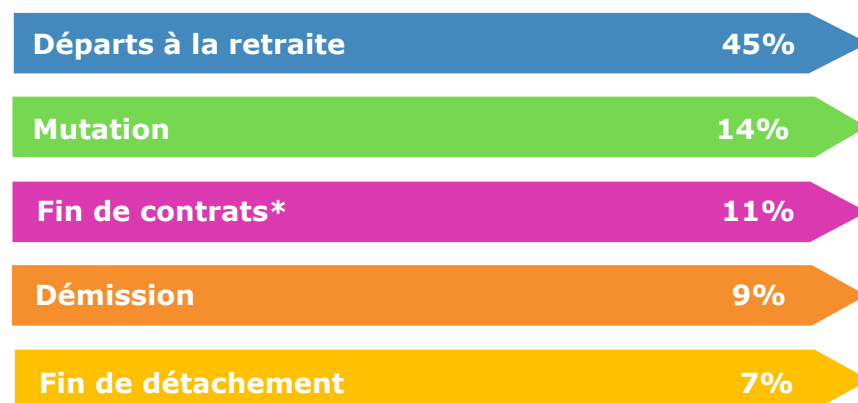 Départs à la retraite 45%
Mutation 14%
Fin de contrats* 11%
Démission 9%
Fin de détachement 7%